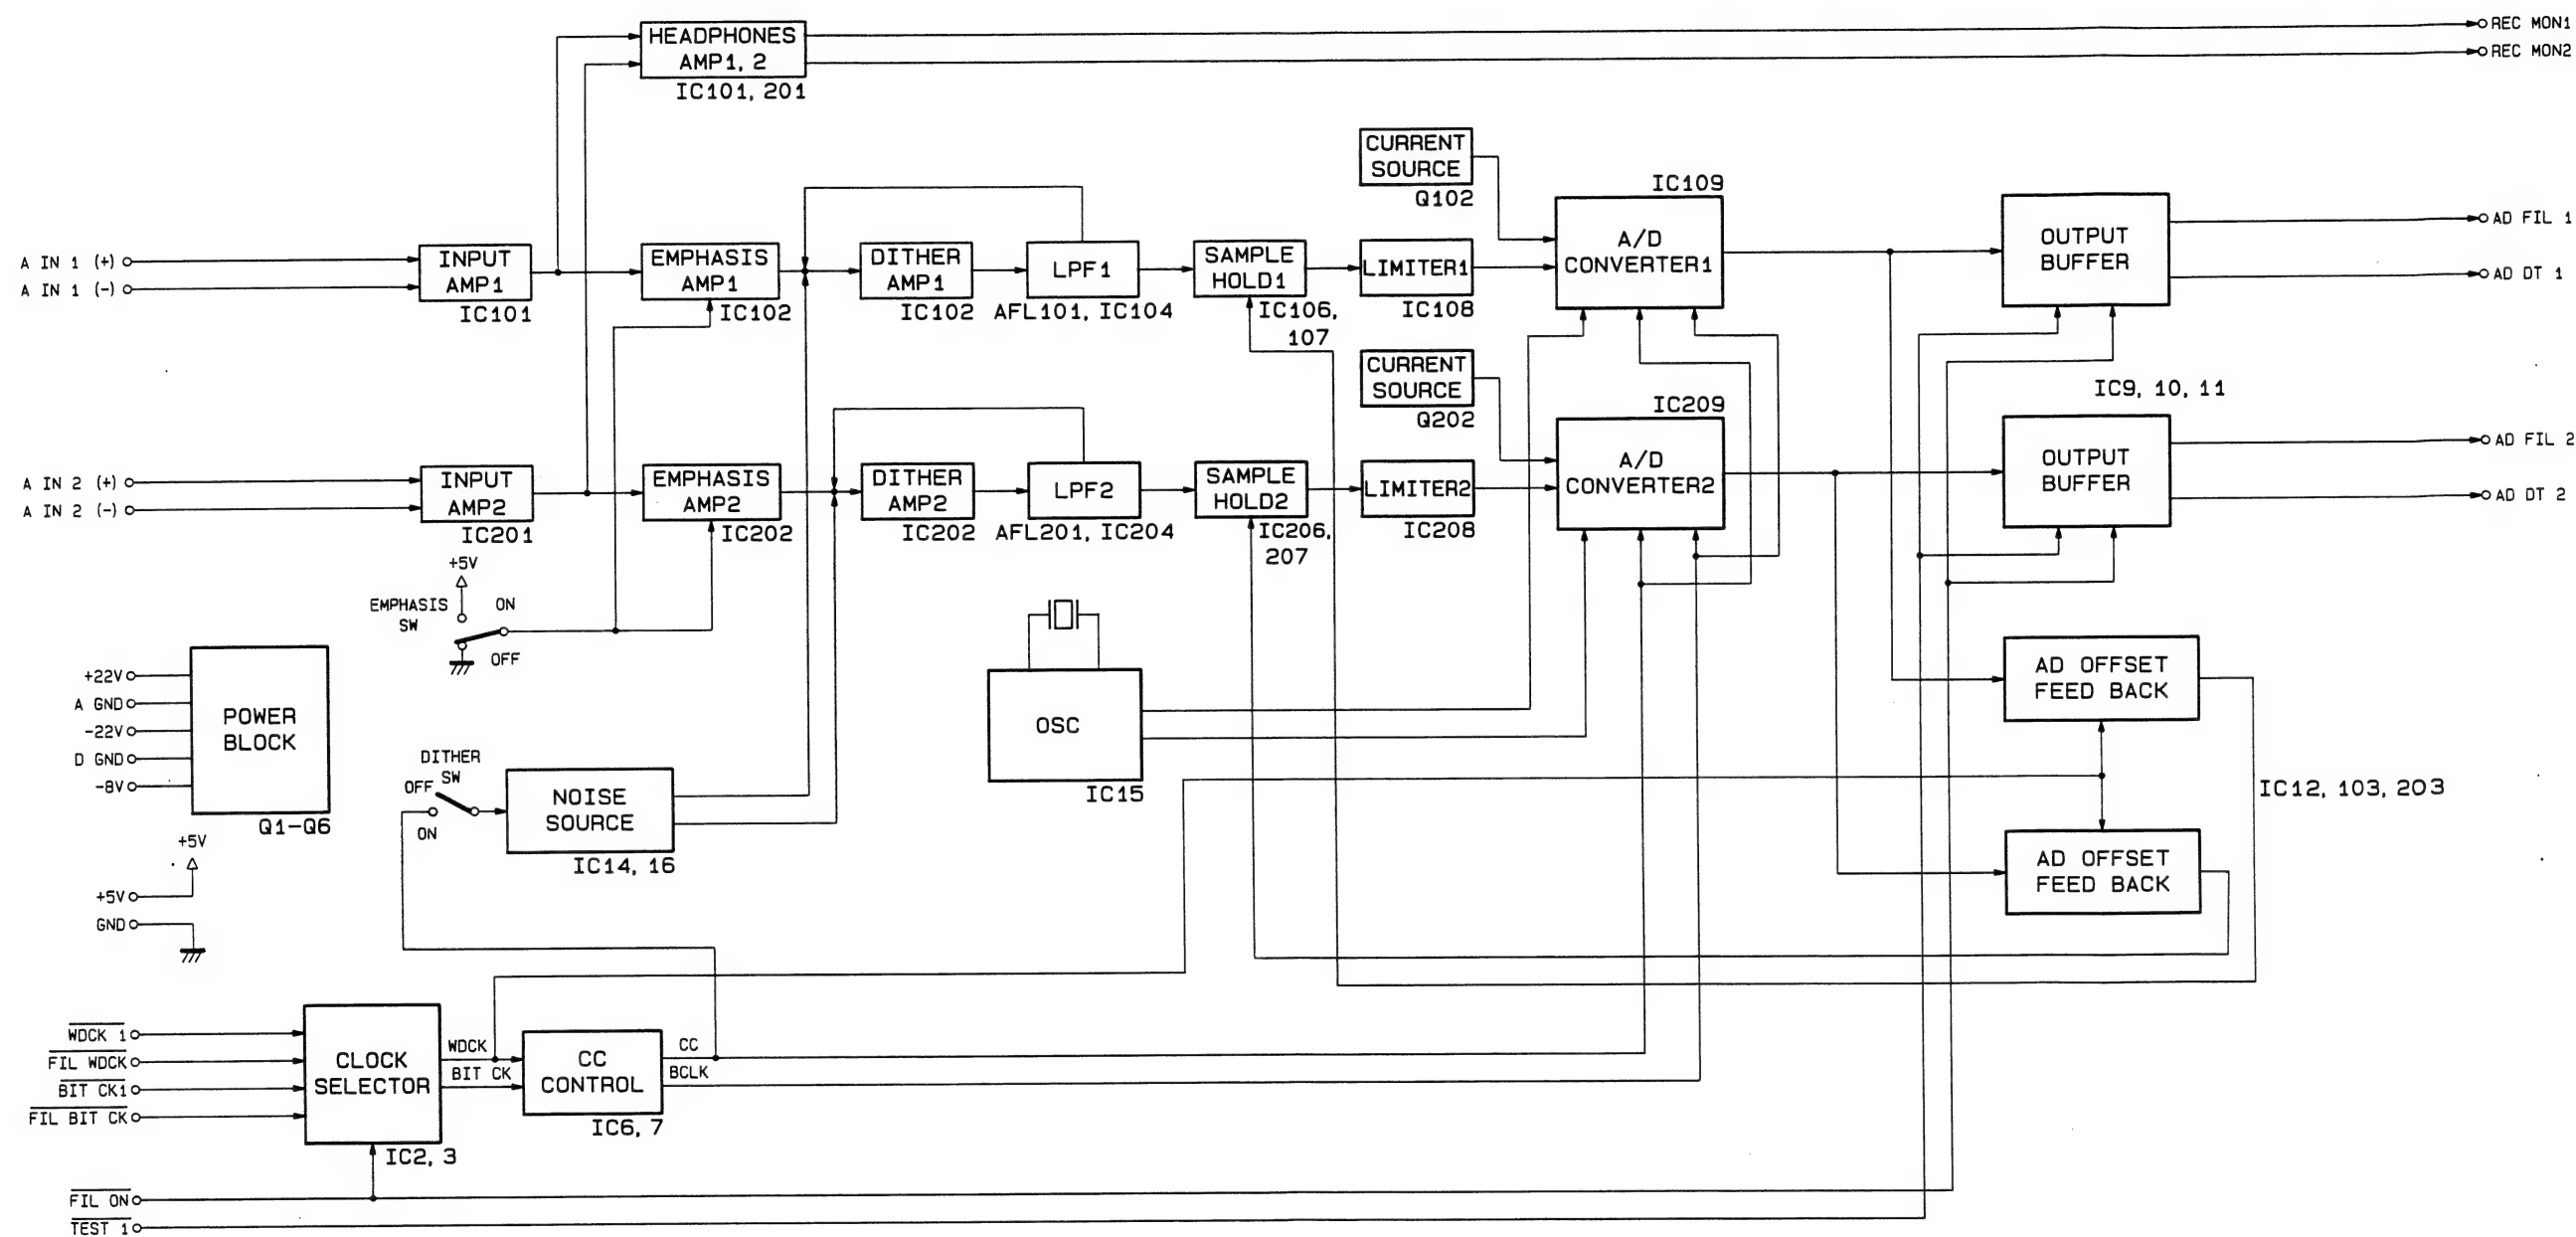 HEADPHONES
AMP1, 2
IC101, 201
REC MON1
REC MON2
CURRENT
SOURCE
Q102
IC109
A IN 1 (+)
A IN 1 (-)
INPUT
AMP1
IC101
EMPHASIS
AMP1
IC102
DITHER
AMP1
IC102
LPF1
AFL101, IC104
SAMPLE
HOLD1
IC106,
107
LIMITER1
IC108
A/D
CONVERTER1
OUTPUT
BUFFER
AD FIL 1
AD DT 1
CURRENT
SOURCE
Q202
IC209
IC9, 10, 11
A IN 2 (+)
A IN 2 (-)
INPUT
AMP2
IC201
EMPHASIS
AMP2
IC202
DITHER
AMP2
IC202
LPF2
AFL201, IC204
SAMPLE
HOLD2
IC206,
207
LIMITER2
IC208
A/D
CONVERTER2
OUTPUT
BUFFER
AD FIL 2
AD DT 2
+5V
EMPHASIS
SW
ON
OFF
+22V
A GND
-22V
D GND
-8V
POWER
BLOCK
Q1-Q6
DITHER
SW
OFF
ON
NOISE
SOURCE
IC14, 16
OSC
IC15
AD OFFSET
FEED BACK
IC12, 103, 203
AD OFFSET
FEED BACK
+5V
+5V
GND
WDCK 1
FIL WDCK
BIT CK1
FIL BIT CK
CLOCK
SELECTOR
IC2, 3
WDCK
BIT CK
CC
CONTROL
IC6, 7
CC
BCLK
FIL ON
TEST 1